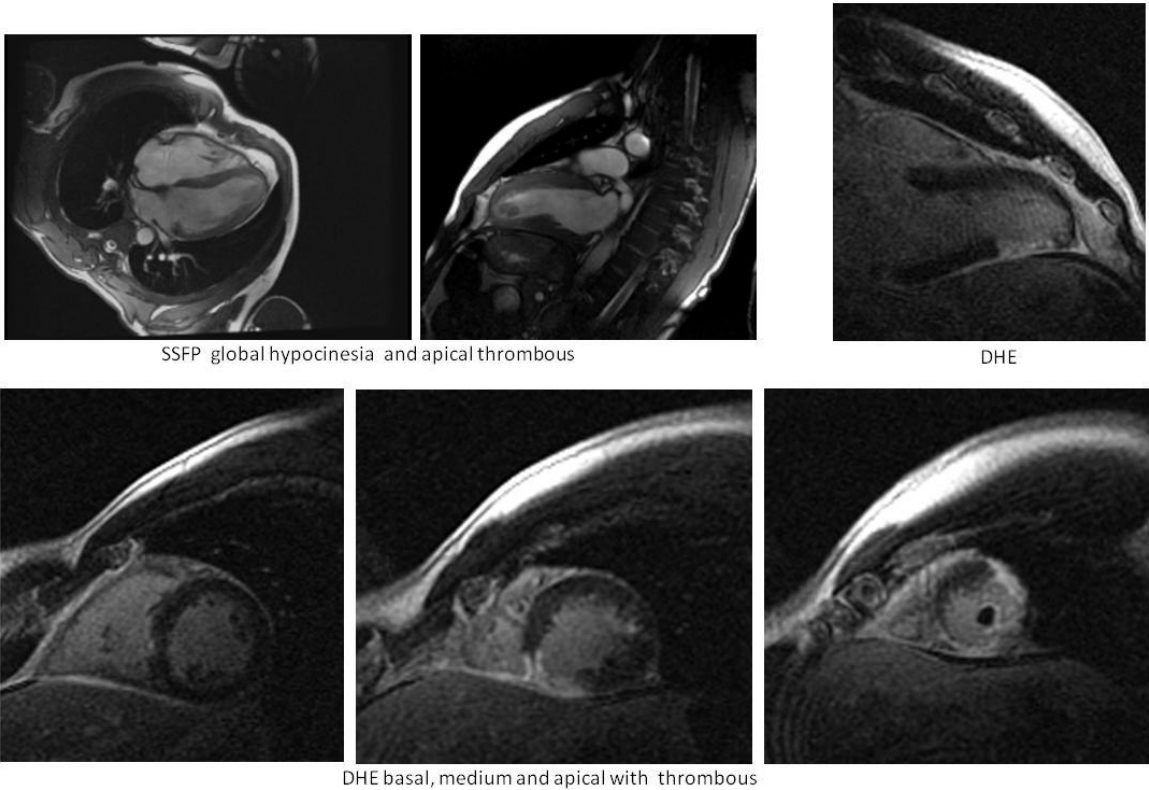 SSFP global hypocinesia and apical thrombous
DHE
DHE basal, medium and apical with thrombous